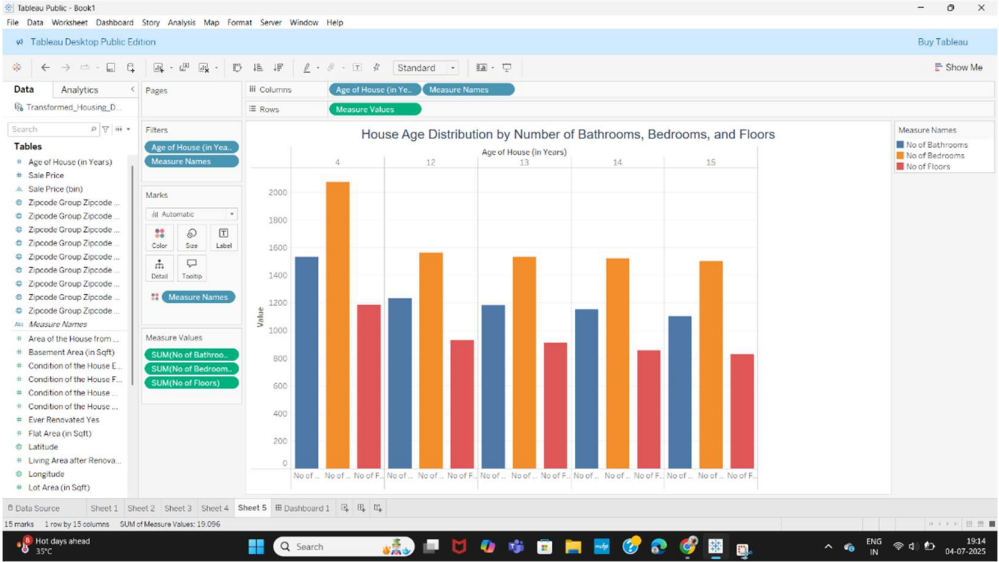 Tableau Public - Book1
File Data Worksheet Dashboard Story Analysis Map Format Server Window Help
Tableau Desktop Public Edition
Buy Tableau
Standard
Show Me
Data
Analytics
Transformed_Housing_D...
Search
Tables
Age of House (in Years)
Sale Price
Sale Price (bin)
Zipcode Group Zipcode ...
Zipcode Group Zipcode ...
Zipcode Group Zipcode ...
Zipcode Group Zipcode ...
Zipcode Group Zipcode ...
Zipcode Group Zipcode ...
Zipcode Group Zipcode ...
Zipcode Group Zipcode ...
Zipcode Group Zipcode ...
Abc Measure Names
Area of the House from ...
Basement Area (in Sqft)
Condition of the House E...
Condition of the House F...
Condition of the House ...
Condition of the House ...
Ever Renovated Yes
Flat Area (in Sqft)
Latitude
Living Area after Renova...
Longitude
Lot Area (in Sqft)
Pages
Filters
Age of House (in Yea..
Measure Names
Marks
Automatic
Color
Size
Label
Detail
Tooltip
Measure Names
Measure Values
SUM(No of Bathroo..
SUM(No of Bedroom..
SUM(No of Floors)
Columns
Age of House (in Ye..
Measure Names
Rows
Measure Values
House Age Distribution by Number of Bathrooms, Bedrooms, and Floors
Age of House (in Years)
4 12 13 14 15
2000
1800
1600
1400
1200
1000
800
600
400
200
0
Value
No of .. No of .. No of F.. No of .. No of .. No of F.. No of .. No of .. No of F.. No of .. No of .. No of F.. No of .. No of .. No of F..
Measure Names
No of Bathrooms
No of Bedrooms
No of Floors
Data Source
Sheet 1 Sheet 2 Sheet 3 Sheet 4 Sheet 5 Dashboard 1
15 marks 1 row by 15 columns SUM of Measure Values: 19,096
Hot days ahead
35°C
Search
ENG
IN
19:14
04-07-2025